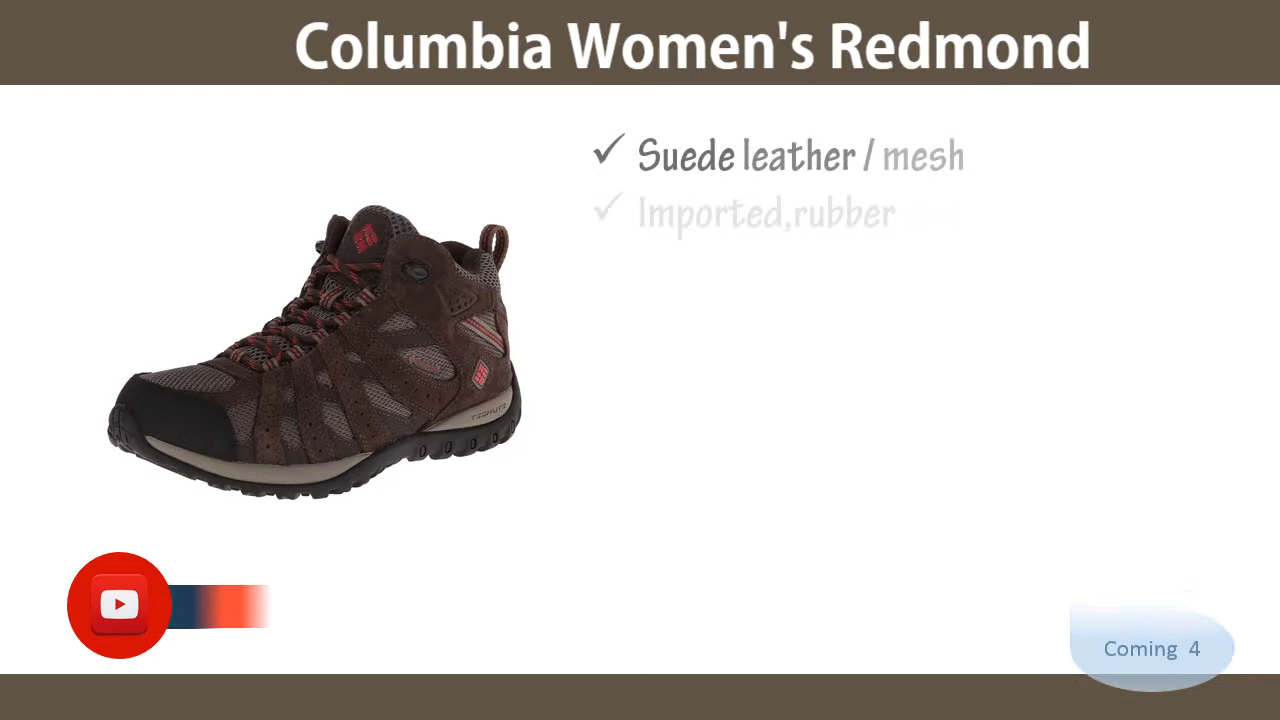 Columbia Women's Redmond
Suede leather / mesh
Imported,rubber
Coming 4